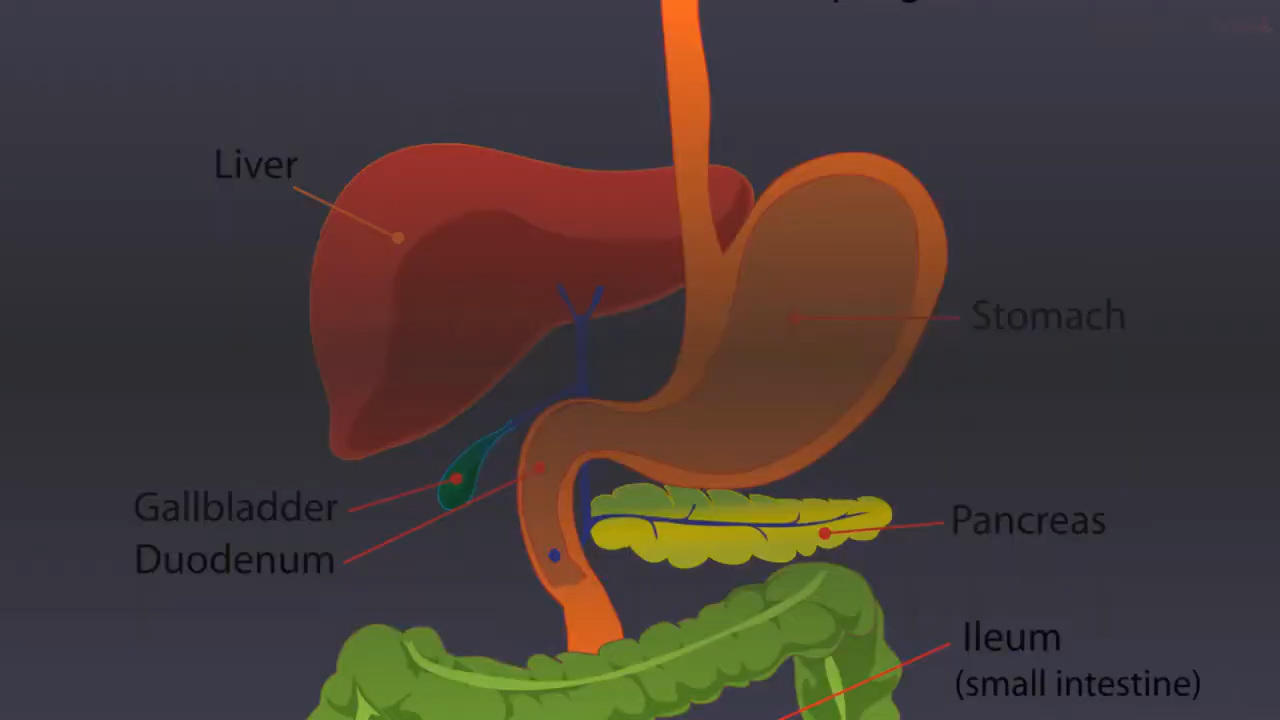 Liver
Stomach
Gallbladder
Pancreas
Duodenum
Ileum
(small intestine)